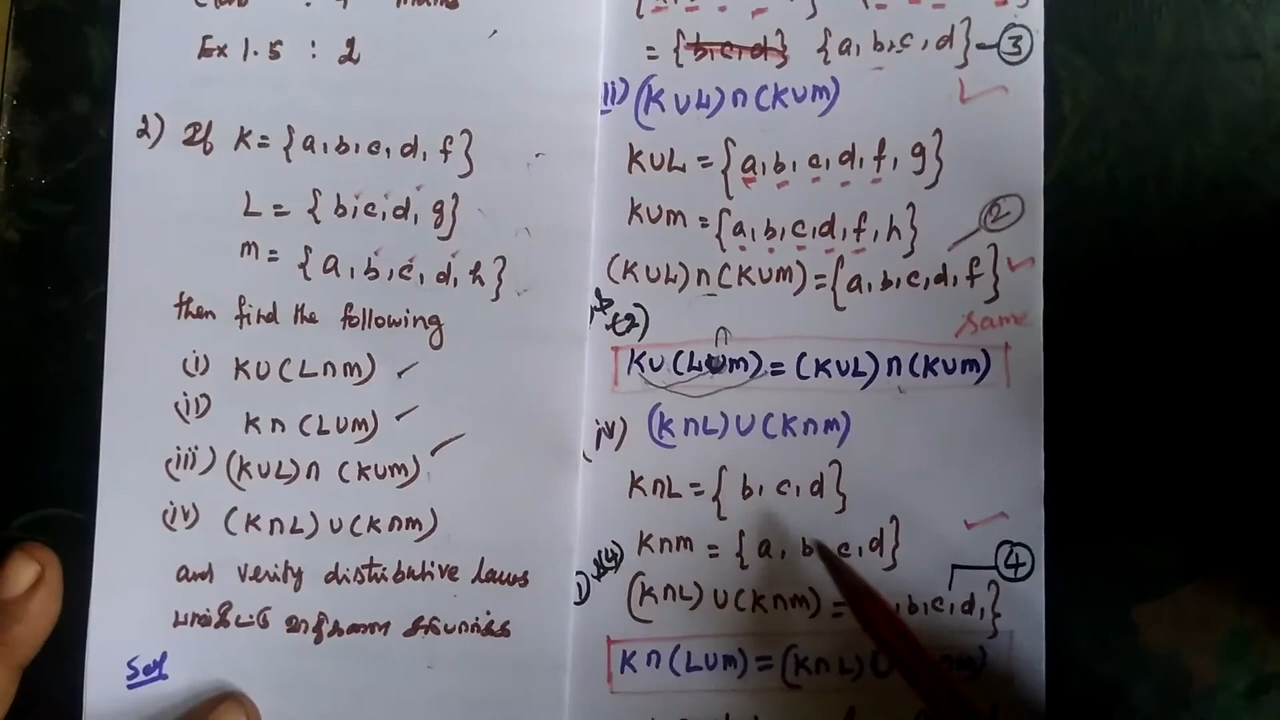 Ex 1.5 : 2
2) If K = {a, b, c, d, f}
L = { b, c, d, g}
m = {a, b, c, d, h}
then find the following
(i) K∪(L∩m)
(ii) K∩(L∪m)
(iii) (K∪L)∩(K∪m)
(iv) (K∩L)∪(K∩m)
and verify distributive laws
Sol
= {b, c, d} {a, b, c, d} - 3
(K∪L)∩(K∪m)
K∪L = {a, b, c, d, f, g}
K∪m = {a, b, c, d, f, h}
2
(K∪L)∩(K∪m) = {a, b, c, d, f}
(2)
same
K∪(L∩m) = (K∪L)∩(K∪m)
(iv) (K∩L)∪(K∩m)
K∩L = { b, c, d}
K∩m = {a, b, c, d}
4
(K∩L)∪(K∩m) = , b, c, d, }
K∩(L∪m) = (K∩L)